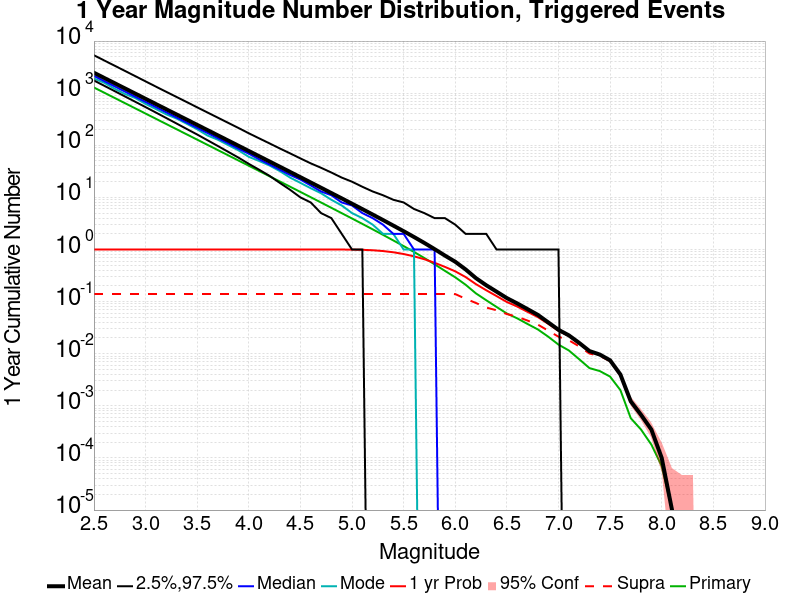 1 Year Magnitude Number Distribution, Triggered Events
1 Year Cumulative Number
10^4
10^3
10^2
10^1
10^0
10^-1
10^-2
10^-3
10^-4
10^-5
2.5 3.0 3.5 4.0 4.5 5.0 5.5 6.0 6.5 7.0 7.5 8.0 8.5 9.0
Magnitude
Mean 2.5%,97.5% Median Mode 1 yr Prob 95% Conf Supra Primary